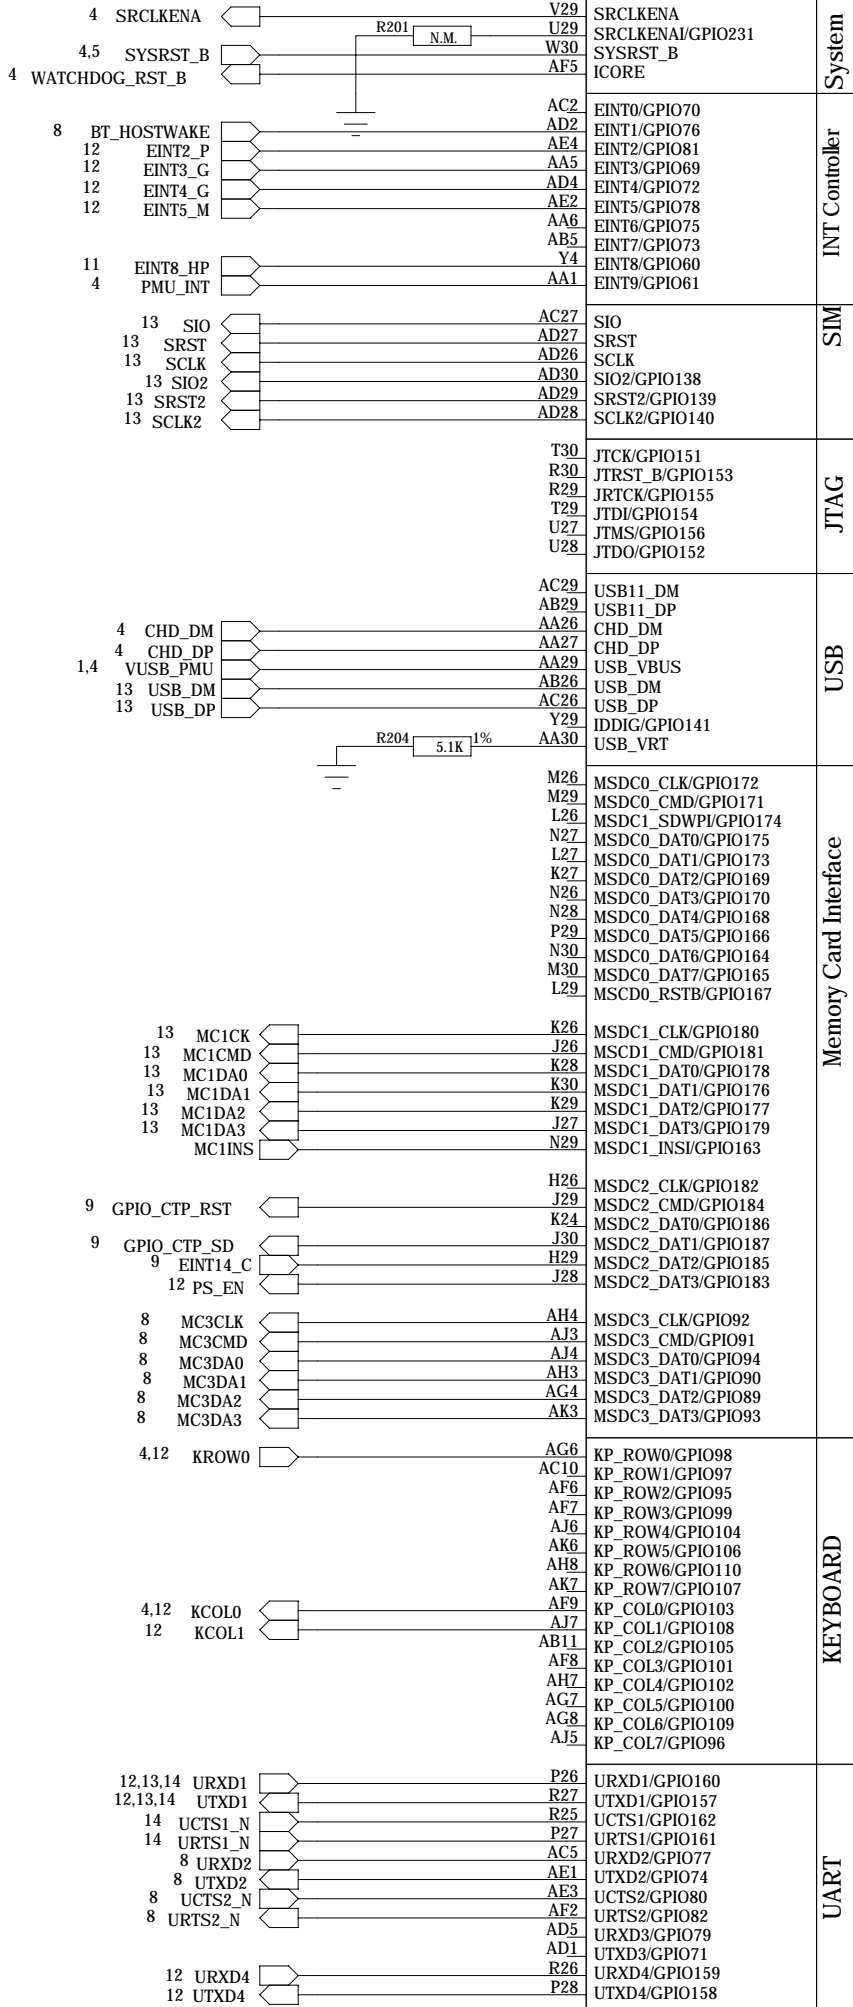 4 SRCLKENA V29 SRCLKENA
R201 N.M. U29 SRCLKENAI/GPIO231
4,5 SYSRST_B W30 SYSRST_B
4 WATCHDOG_RST_B AF5 ICORE
System
AC2 EINT0/GPIO70
8 BT_HOSTWAKE AD2 EINT1/GPIO76
12 EINT2_P AE4 EINT2/GPIO81
12 EINT3_G AA5 EINT3/GPIO69
12 EINT4_G AD4 EINT4/GPIO72
12 EINT5_M AE2 EINT5/GPIO78
AA6 EINT6/GPIO75
AB5 EINT7/GPIO73
11 EINT8_HP Y4 EINT8/GPIO60
4 PMU_INT AA1 EINT9/GPIO61
INT Controller
13 SIO AC27 SIO
13 SRST AD27 SRST
13 SCLK AD26 SCLK
13 SIO2 AD30 SIO2/GPIO138
13 SRST2 AD29 SRST2/GPIO139
13 SCLK2 AD28 SCLK2/GPIO140
SIM
T30 JTCK/GPIO151
R30 JTRST_B/GPIO153
R29 JRTCK/GPIO155
T29 JTDI/GPIO154
U27 JTMS/GPIO156
U28 JTDO/GPIO152
JTAG
AC29 USB11_DM
AB29 USB11_DP
4 CHD_DM AA26 CHD_DM
4 CHD_DP AA27 CHD_DP
1,4 VUSB_PMU AA29 USB_VBUS
13 USB_DM AB26 USB_DM
13 USB_DP AC26 USB_DP
Y29 IDDIG/GPIO141
R204 5.1K 1% AA30 USB_VRT
USB
M26 MSDC0_CLK/GPIO172
M29 MSDC0_CMD/GPIO171
L26 MSDC1_SDWPI/GPIO174
N27 MSDC0_DAT0/GPIO175
L27 MSDC0_DAT1/GPIO173
K27 MSDC0_DAT2/GPIO169
N26 MSDC0_DAT3/GPIO170
N28 MSDC0_DAT4/GPIO168
P29 MSDC0_DAT5/GPIO166
N30 MSDC0_DAT6/GPIO164
M30 MSDC0_DAT7/GPIO165
L29 MSCD0_RSTB/GPIO167
13 MC1CK K26 MSDC1_CLK/GPIO180
13 MC1CMD J26 MSCD1_CMD/GPIO181
13 MC1DA0 K28 MSDC1_DAT0/GPIO178
13 MC1DA1 K30 MSDC1_DAT1/GPIO176
13 MC1DA2 K29 MSDC1_DAT2/GPIO177
13 MC1DA3 J27 MSDC1_DAT3/GPIO179
MC1INS N29 MSDC1_INSI/GPIO163
H26 MSDC2_CLK/GPIO182
9 GPIO_CTP_RST J29 MSDC2_CMD/GPIO184
K24 MSDC2_DAT0/GPIO186
9 GPIO_CTP_SD J30 MSDC2_DAT1/GPIO187
9 EINT14_C H29 MSDC2_DAT2/GPIO185
12 PS_EN J28 MSDC2_DAT3/GPIO183
8 MC3CLK AH4 MSDC3_CLK/GPIO92
8 MC3CMD AJ3 MSDC3_CMD/GPIO91
8 MC3DA0 AJ4 MSDC3_DAT0/GPIO94
8 MC3DA1 AH3 MSDC3_DAT1/GPIO90
8 MC3DA2 AG4 MSDC3_DAT2/GPIO89
8 MC3DA3 AK3 MSDC3_DAT3/GPIO93
Memory Card Interface
4,12 KROW0 AG6 KP_ROW0/GPIO98
AC10 KP_ROW1/GPIO97
AF6 KP_ROW2/GPIO95
AF7 KP_ROW3/GPIO99
AJ6 KP_ROW4/GPIO104
AK6 KP_ROW5/GPIO106
AH8 KP_ROW6/GPIO110
AK7 KP_ROW7/GPIO107
4,12 KCOL0 AF9 KP_COL0/GPIO103
12 KCOL1 AJ7 KP_COL1/GPIO108
AB11 KP_COL2/GPIO105
AF8 KP_COL3/GPIO101
AH7 KP_COL4/GPIO102
AG7 KP_COL5/GPIO100
AG8 KP_COL6/GPIO109
AJ5 KP_COL7/GPIO96
KEYBOARD
12,13,14 URXD1 P26 URXD1/GPIO160
12,13,14 UTXD1 R27 UTXD1/GPIO157
14 UCTS1_N R25 UCTS1/GPIO162
14 URTS1_N P27 URTS1/GPIO161
8 URXD2 AC5 URXD2/GPIO77
8 UTXD2 AE1 UTXD2/GPIO74
8 UCTS2_N AE3 UCTS2/GPIO80
8 URTS2_N AF2 URTS2/GPIO82
AD5 URXD3/GPIO79
AD1 UTXD3/GPIO71
12 URXD4 R26 URXD4/GPIO159
12 UTXD4 P28 UTXD4/GPIO158
UART